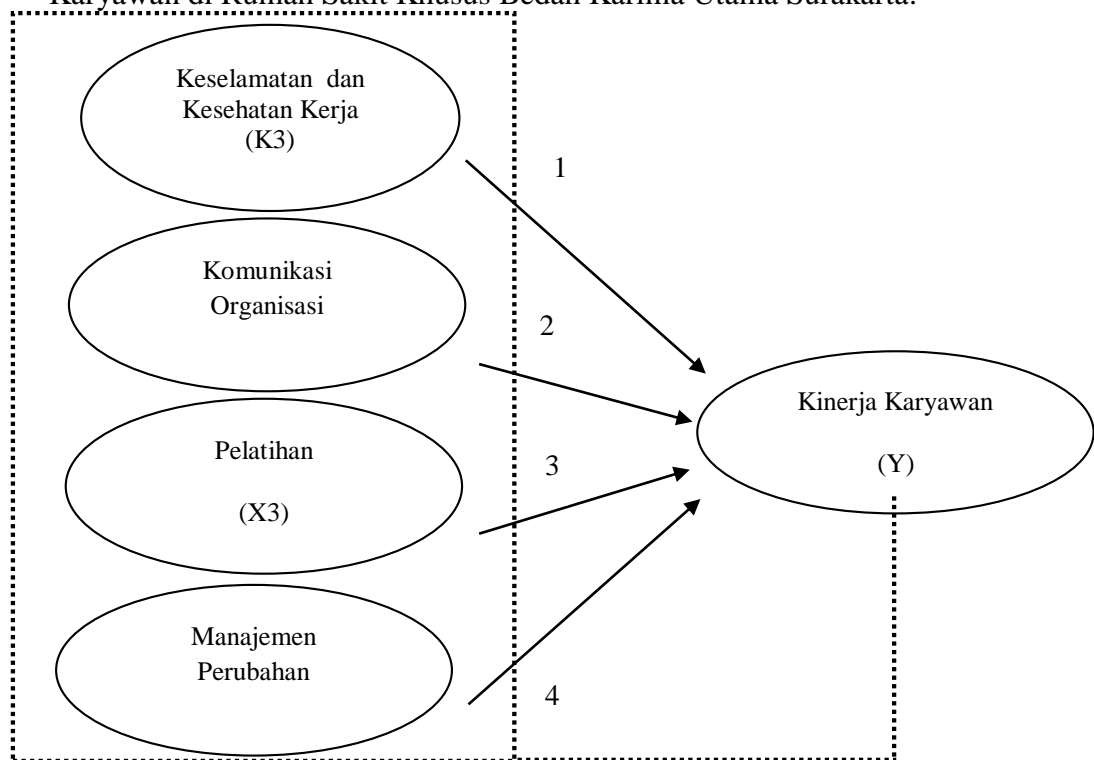 Karyawan di Rumah Sakit Khusus Bedah Karima Utama Surakarta.
Keselamatan dan
Kesehatan Kerja
(K3)
1
Komunikasi
Organisasi
2
Kinerja Karyawan
(Y)
Pelatihan
(X3)
3
Manajemen
Perubahan
4